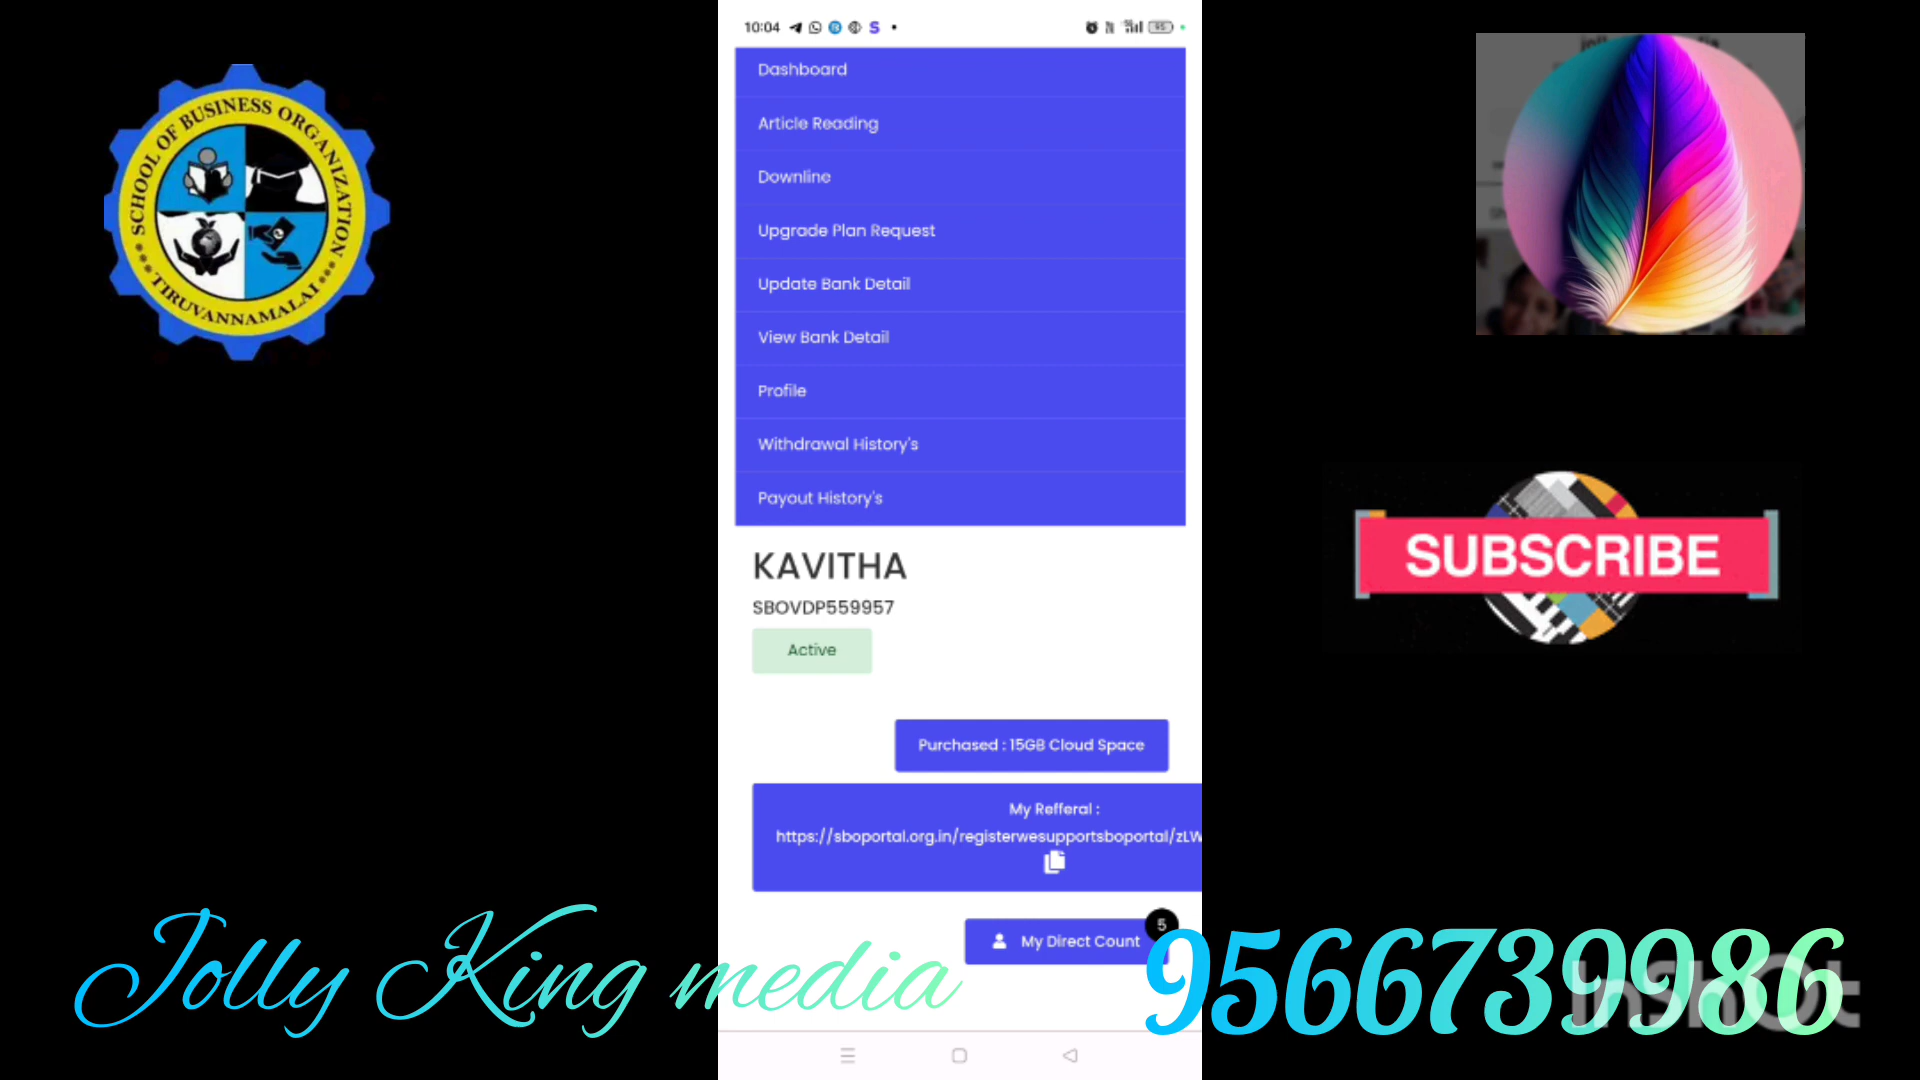 10:04
S
95
Dashboard
Article Reading
Downline
Upgrade Plan Request
Update Bank Detail
View Bank Detail
Profile
Withdrawal History's
Payout History's
KAVITHA
SBOVDP559957
Active
Purchased : 15GB Cloud Space
My Refferal :
https://sboportal.org.in/registerwesupportsboportal/zLW
My Direct Count
5
SCHOOL OF BUSINESS ORGANIZATION
TIRUVANNAMALAI
SUBSCRIBE
Jolly King media
9566739986
InShOt